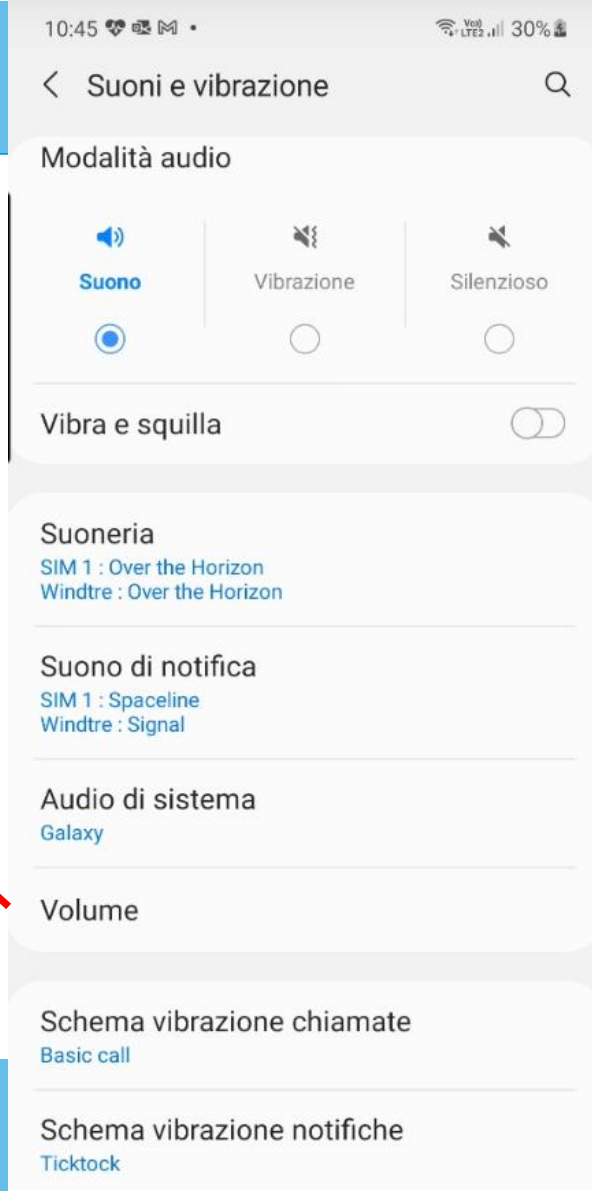 10:45
Vo)) LTE2 30%
Suoni e vibrazione
Modalità audio
Suono Vibrazione Silenzioso
Vibra e squilla
Suoneria
SIM 1 : Over the Horizon
Windtre : Over the Horizon
Suono di notifica
SIM 1 : Spaceline
Windtre : Signal
Audio di sistema
Galaxy
Volume
Schema vibrazione chiamate
Basic call
Schema vibrazione notifiche
Ticktock